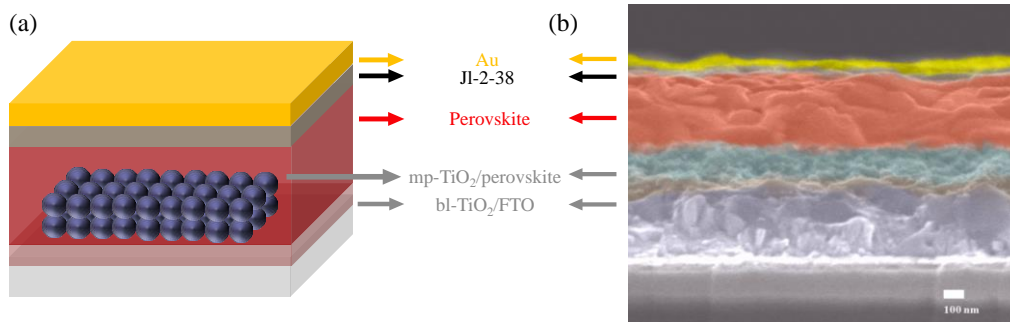 (a)
Au
Jl-2-38
Perovskite
mp-TiO₂/perovskite
bl-TiO₂/FTO
(b)
100 nm